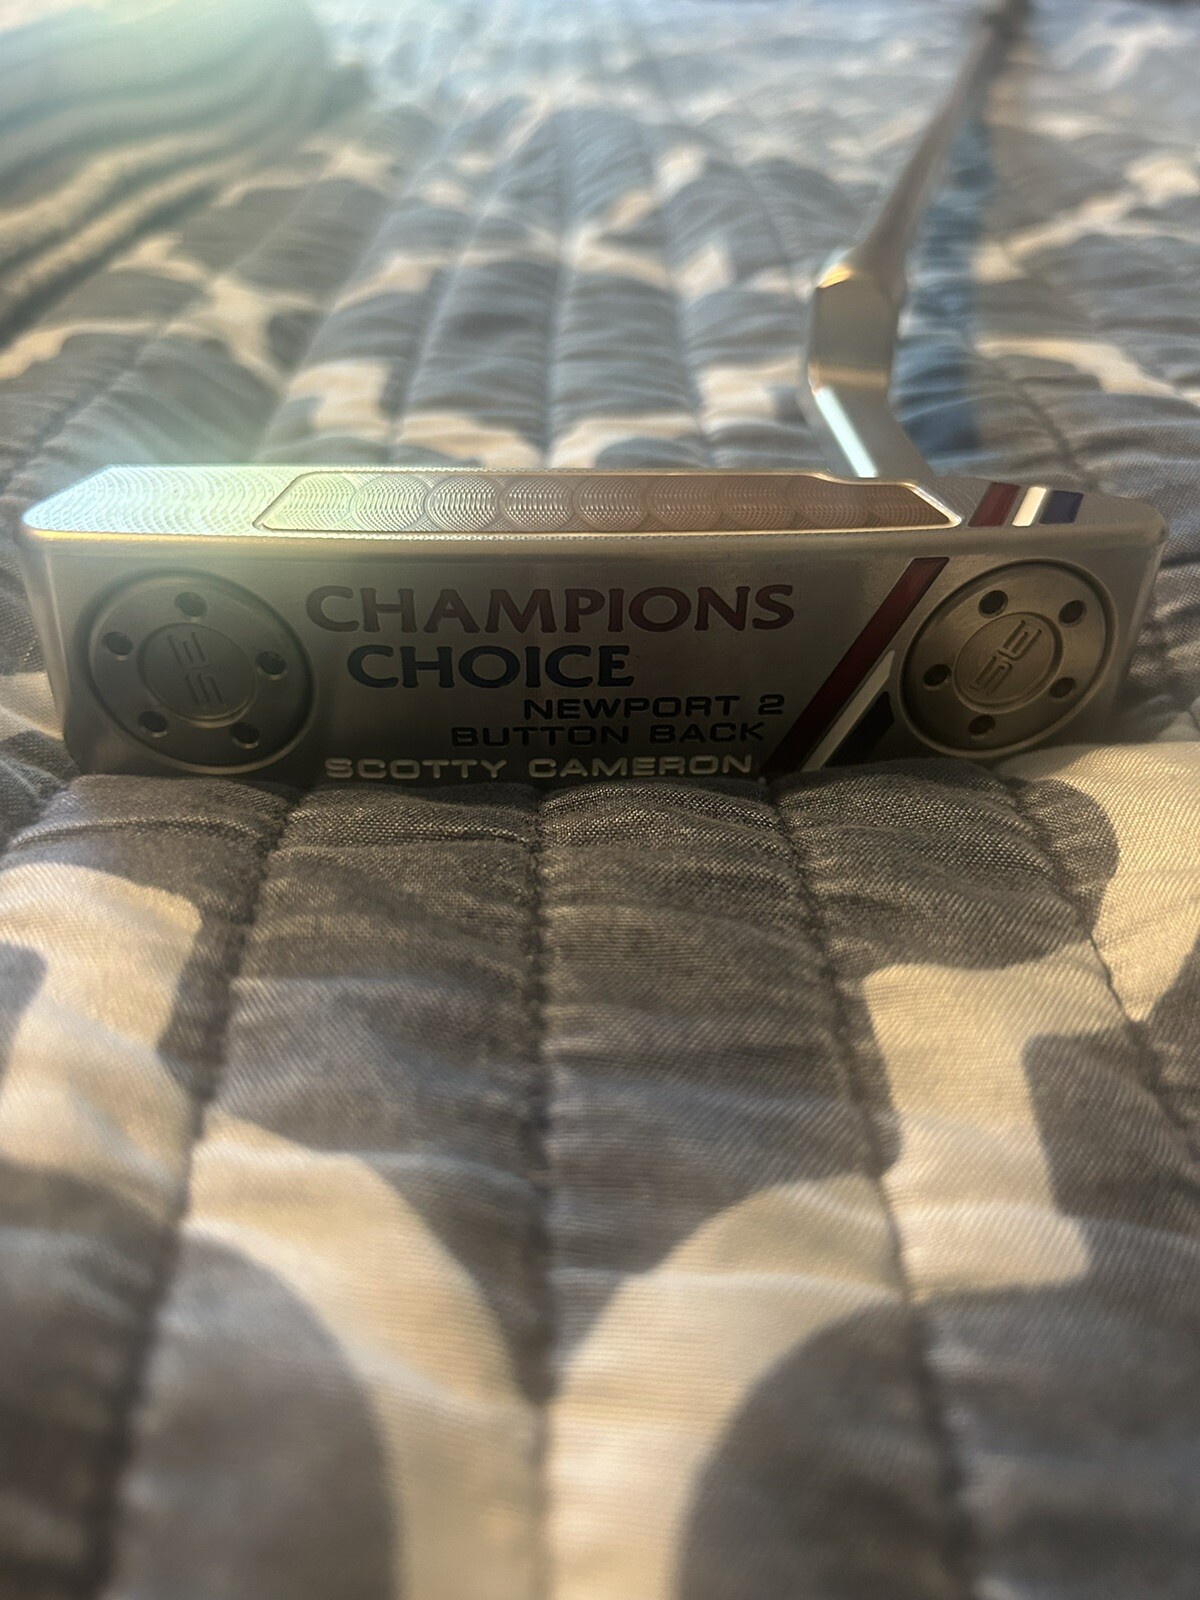 CHAMPIONS
CHOICE
NEWPORT 2
BUTTON BACK
SCOTTY CAMERON